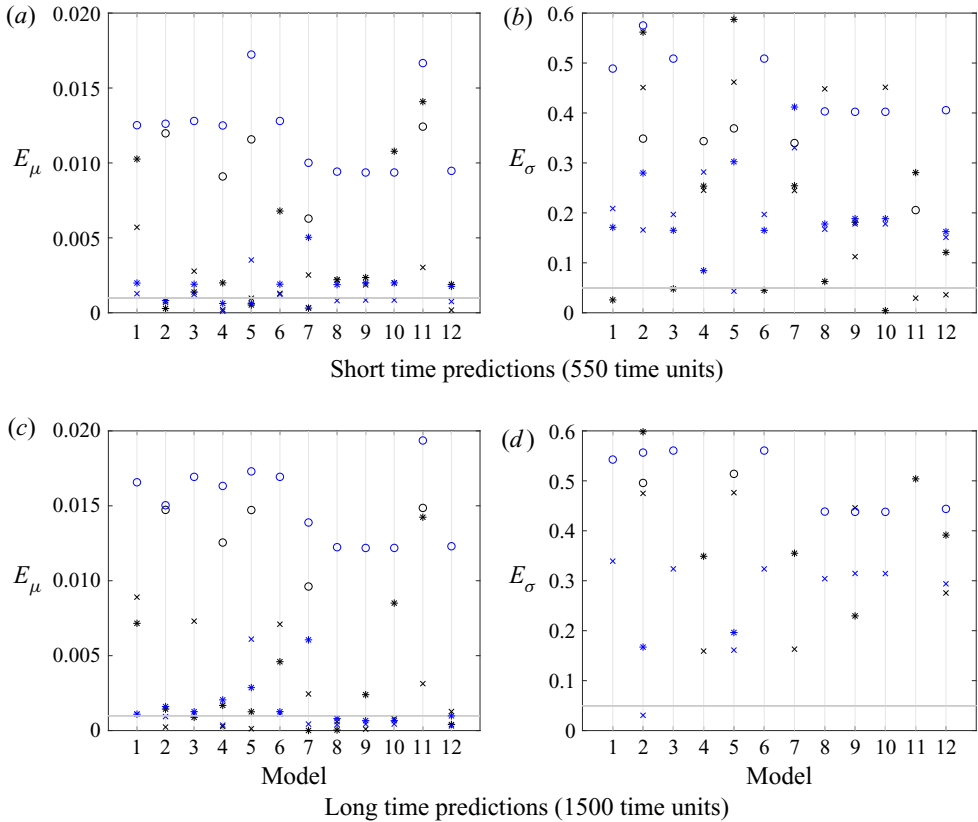 (a)
0.020
0.015
0.010
0.005
0
E_μ
1 2 3 4 5 6 7 8 9 10 11 12
(b)
0.6
0.5
0.4
0.3
0.2
0.1
0
E_σ
1 2 3 4 5 6 7 8 9 10 11 12
Short time predictions (550 time units)
(c)
0.020
0.015
0.010
0.005
0
E_μ
1 2 3 4 5 6 7 8 9 10 11 12
Model
(d)
0.6
0.5
0.4
0.3
0.2
0.1
0
E_σ
1 2 3 4 5 6 7 8 9 10 11 12
Model
Long time predictions (1500 time units)